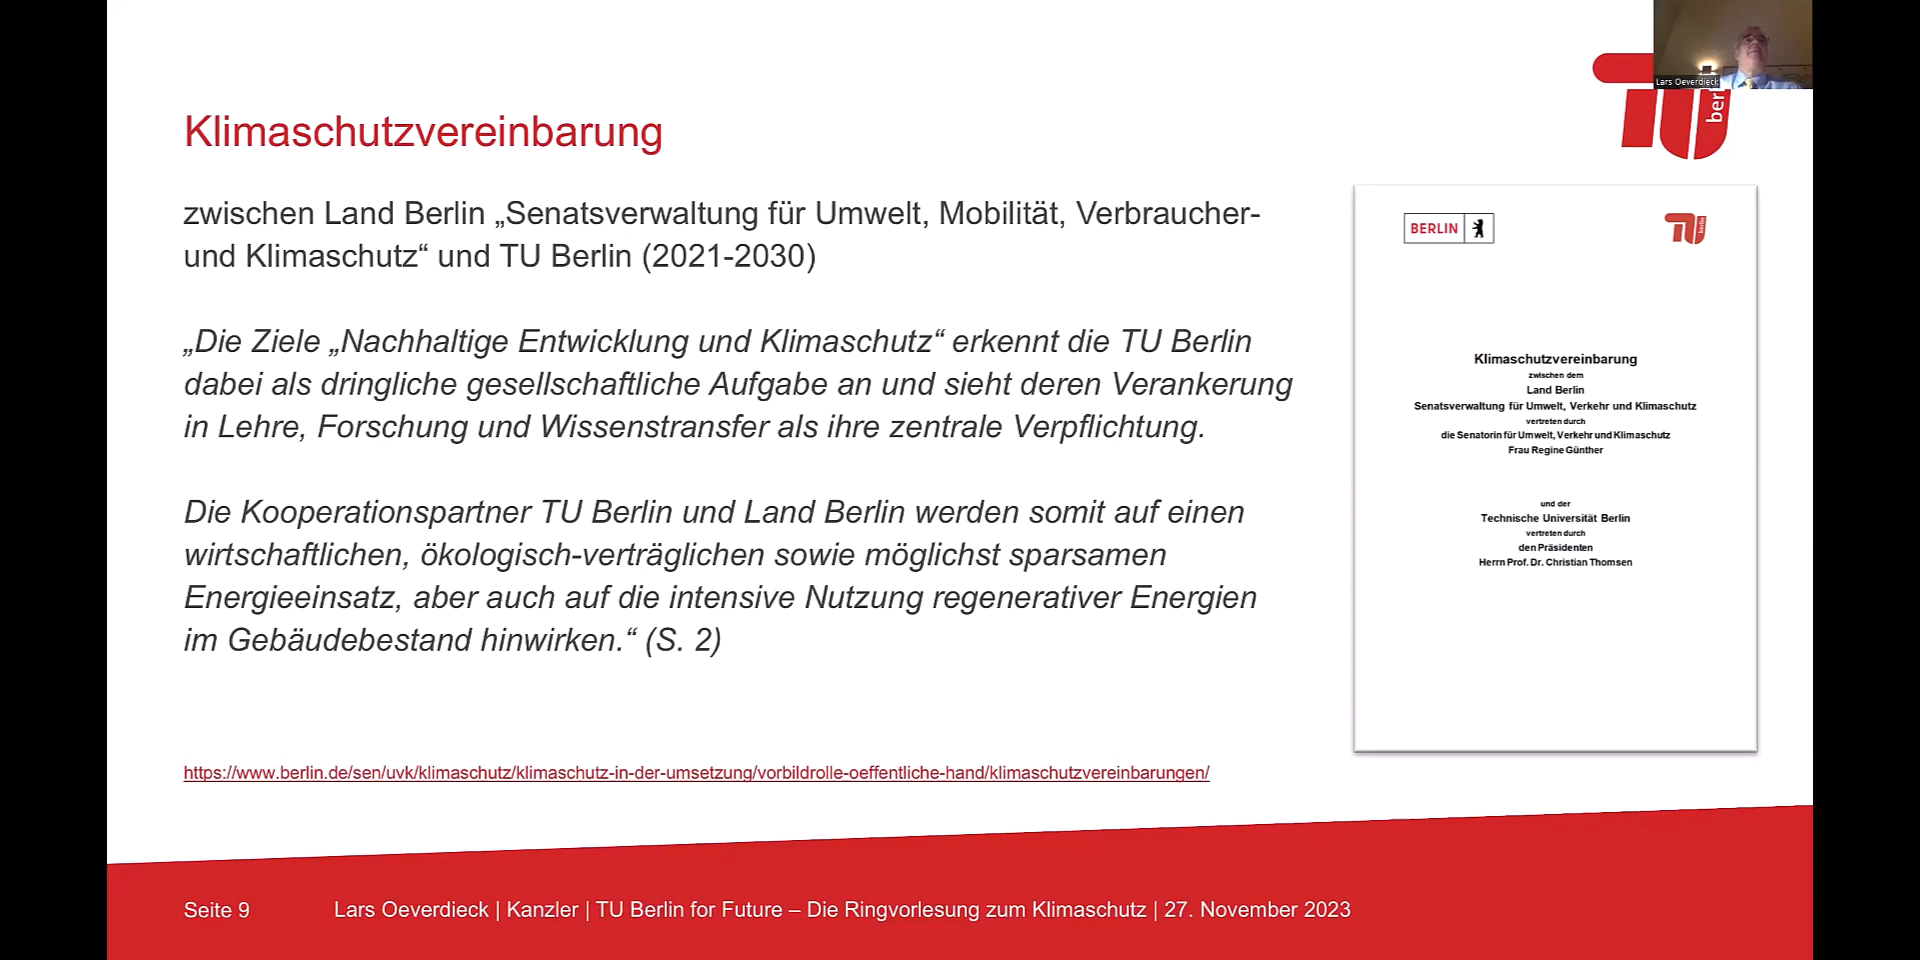 Lars Oeverdieck
berl
Klimaschutzvereinbarung
zwischen Land Berlin „Senatsverwaltung für Umwelt, Mobilität, Verbraucher-
und Klimaschutz“ und TU Berlin (2021-2030)
„Die Ziele „Nachhaltige Entwicklung und Klimaschutz“ erkennt die TU Berlin
dabei als dringliche gesellschaftliche Aufgabe an und sieht deren Verankerung
in Lehre, Forschung und Wissenstransfer als ihre zentrale Verpflichtung.
Die Kooperationspartner TU Berlin und Land Berlin werden somit auf einen
wirtschaftlichen, ökologisch-verträglichen sowie möglichst sparsamen
Energieeinsatz, aber auch auf die intensive Nutzung regenerativer Energien
im Gebäudebestand hinwirken.“ (S. 2)
https://www.berlin.de/sen/uvk/klimaschutz/klimaschutz-in-der-umsetzung/vorbildrolle-oeffentliche-hand/klimaschutzvereinbarungen/
BERLIN
TU berlin
Klimaschutzvereinbarung
zwischen dem
Land Berlin
Senatsverwaltung für Umwelt, Verkehr und Klimaschutz
vertreten durch
die Senatorin für Umwelt, Verkehr und Klimaschutz
Frau Regine Günther
und der
Technische Universität Berlin
vertreten durch
den Präsidenten
Herrn Prof. Dr. Christian Thomsen
Seite 9
Lars Oeverdieck | Kanzler | TU Berlin for Future – Die Ringvorlesung zum Klimaschutz | 27. November 2023